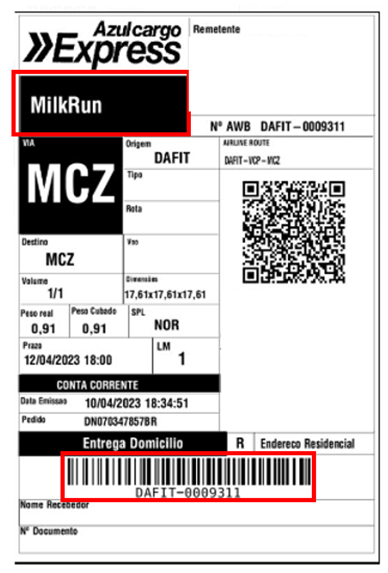 Azulcargo
Express
Remetente
MilkRun
Nº AWB DAFIT-0009311
VIA
MCZ
Origem
DAFIT
AIRLINE ROUTE
DAFIT-VCP-MCZ
Tipo
Rota
Destino
MCZ
Voo
Volume
1/1
Dimensões
17,61x17,61x17,61
Peso real
0,91
Peso Cubado
0,91
SPL
NOR
Prazo
12/04/2023 18:00
LM
1
CONTA CORRENTE
Data Emissao 10/04/2023 18:34:51
Pedido DN070347857BR
Entrega Domicilio R Endereco Residencial
DAFIT-0009311
Nome Recebedor
Nº Documento